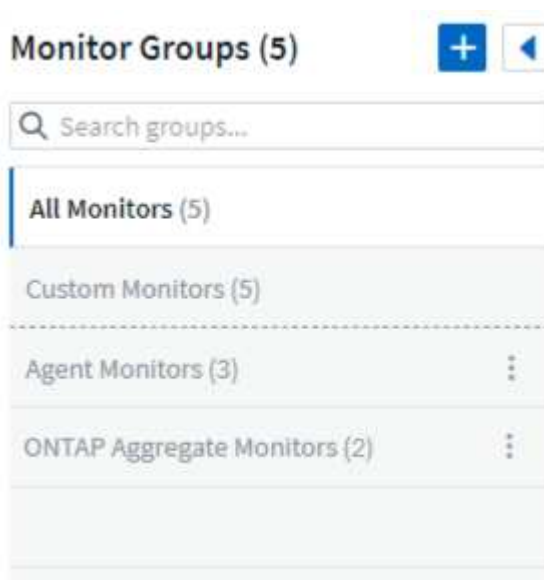 Monitor Groups (5)
Search groups...
All Monitors (5)
Custom Monitors (5)
Agent Monitors (3)
ONTAP Aggregate Monitors (2)